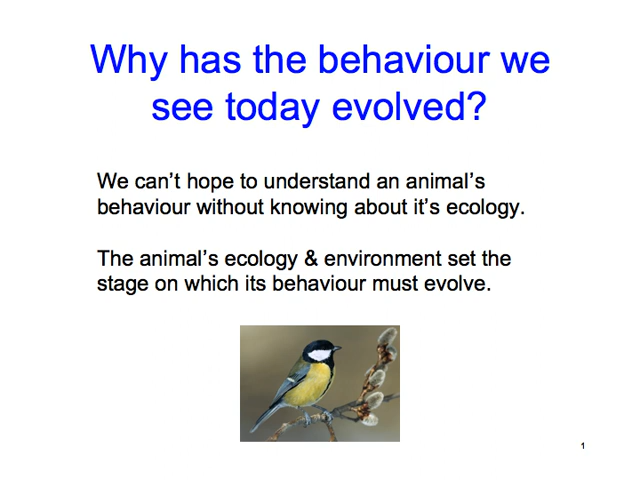 Why has the behaviour we
see today evolved?
We can't hope to understand an animal's
behaviour without knowing about it's ecology.
The animal's ecology & environment set the
stage on which its behaviour must evolve.
1